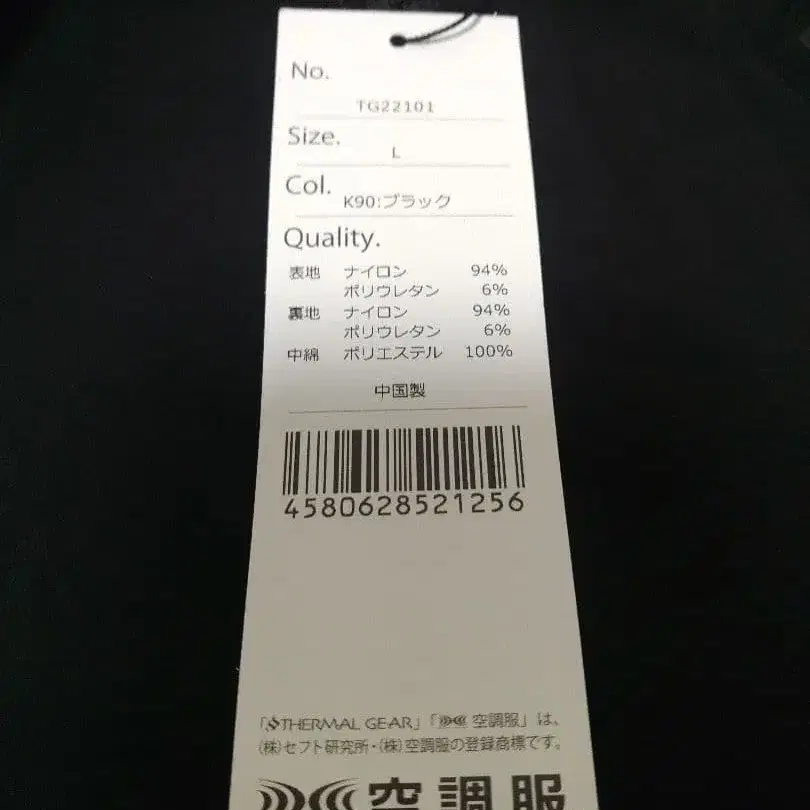 No.
TG22101
Size.
L
Col.
K90:ブラック
Quality.
表地 ナイロン 94%
ポリウレタン 6%
裏地 ナイロン 94%
ポリウレタン 6%
中綿 ポリエステル 100%
中国製
4580628521256
「THERMAL GEAR」「空調服」は、
(株)セフト研究所・(株)空調服の登録商標です。
空調服